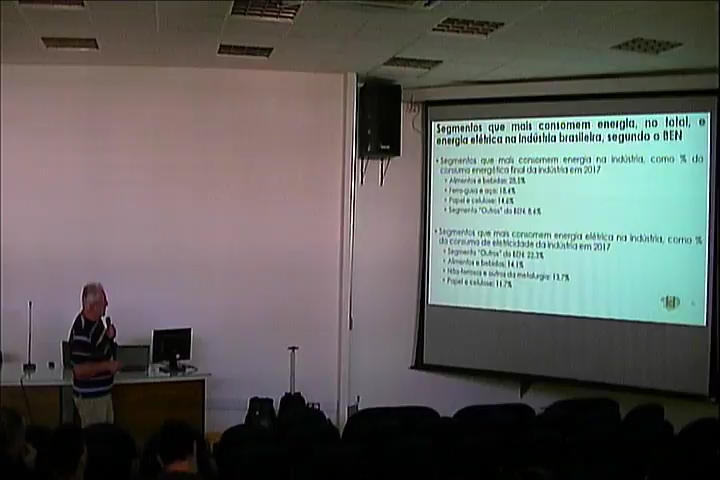 Segmentos que mais consomem energia, no total, e
energia elétrica na indústria brasileira, segundo o BEN
• Segmentos que mais consomem energia na indústria, como % do
consumo energético final da indústria em 2017
• Alimentos e bebidas:
• Ferro-gusa e aço: 18,4%
• Papel e celulose: 14,6%
• Segmento "Outros" do BEN: 8,6%
• Segmentos que mais consomem energia elétrica na indústria, como %
do consumo de eletricidade da indústria em 2017
• Segmento "Outros" do BEN: 22,3%
• Alimentos e bebidas: 14,1%
• Não-ferrosos e outros da metalurgia: 13,7%
• Papel e celulose: 11,7%